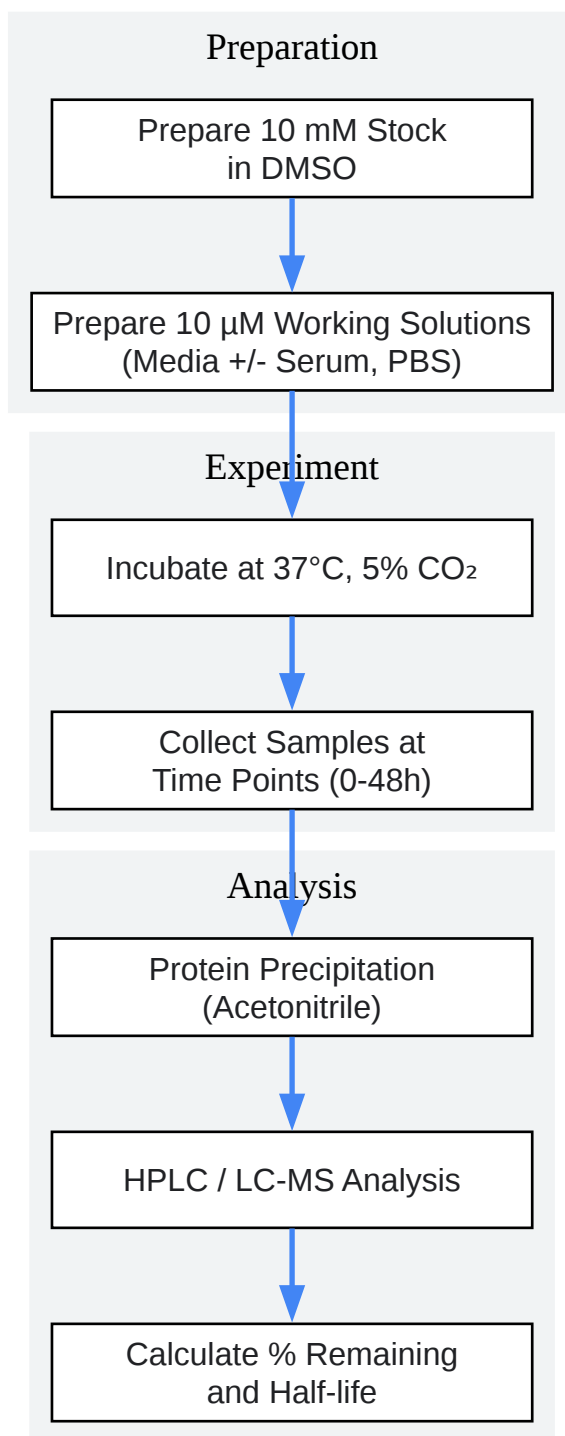 Preparation
Prepare 10 mM Stock
in DMSO
Prepare 10 µM Working Solutions
(Media +/- Serum, PBS)
Experiment
Incubate at 37°C, 5% CO₂
Collect Samples at
Time Points (0-48h)
Analysis
Protein Precipitation
(Acetonitrile)
HPLC / LC-MS Analysis
Calculate % Remaining
and Half-life